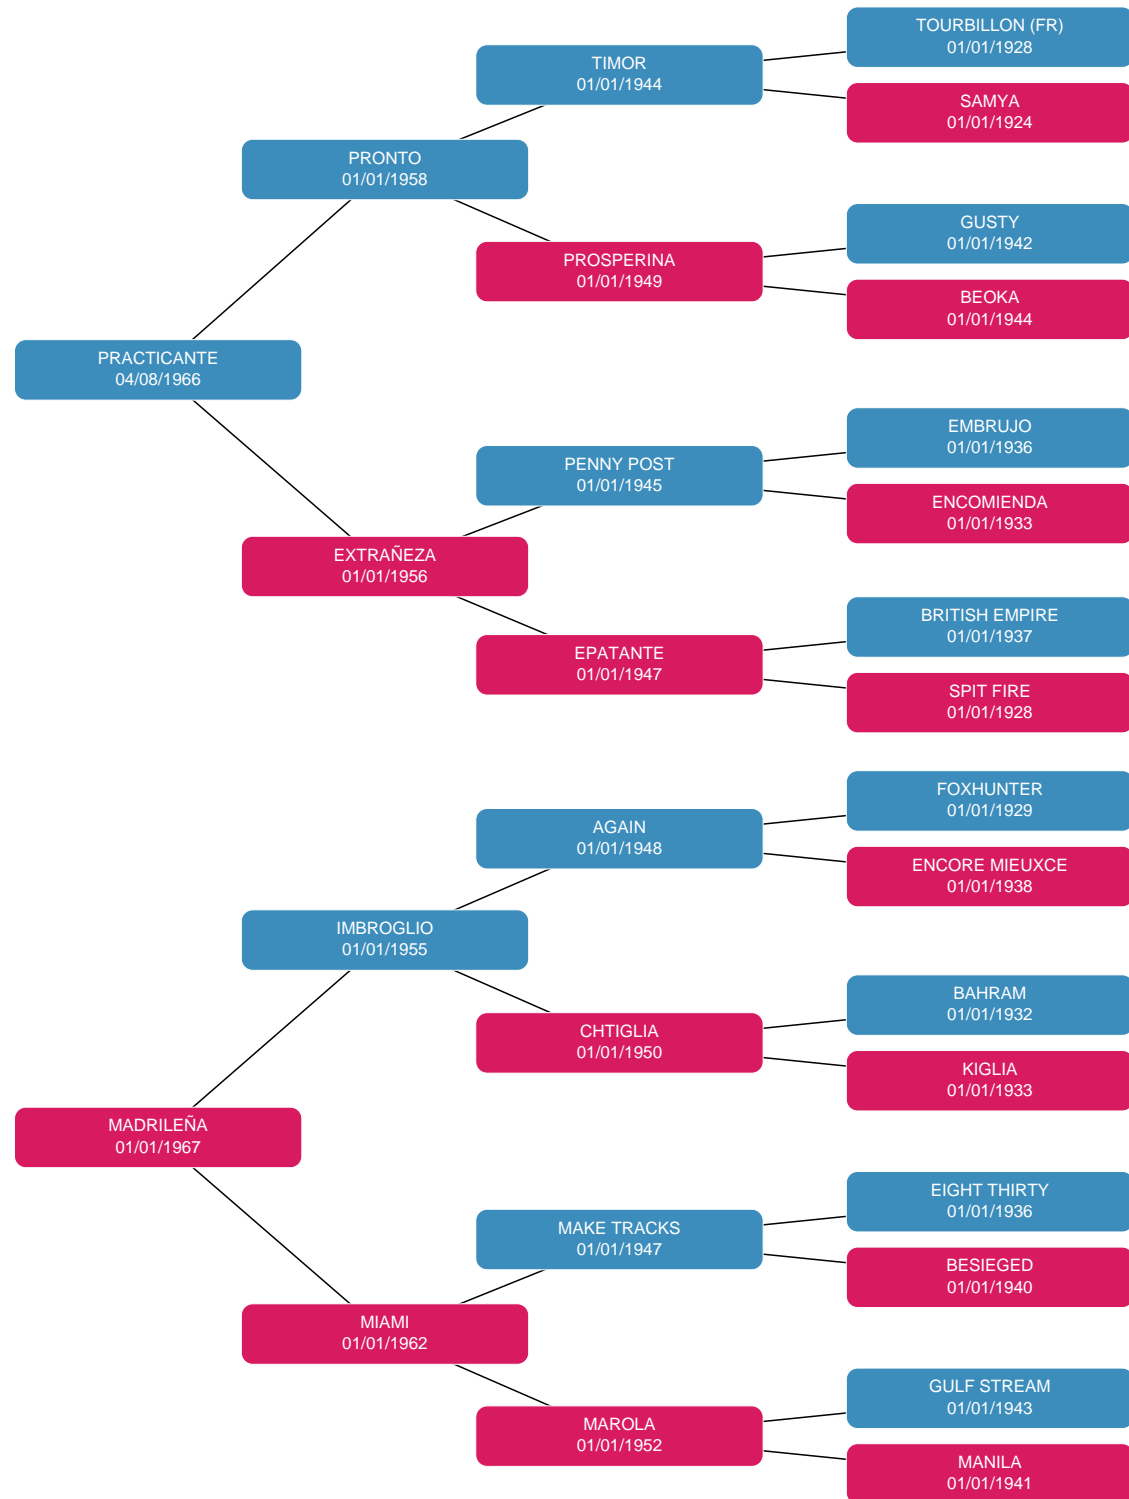 TOURBILLON (FR)
01/01/1928
TIMOR
01/01/1944
SAMYA
01/01/1924
PRONTO
01/01/1958
GUSTY
01/01/1942
PROSPERINA
01/01/1949
BEOKA
01/01/1944
PRACTICANTE
04/08/1966
EMBRUJO
01/01/1936
PENNY POST
01/01/1945
ENCOMIENDA
01/01/1933
EXTRAÑEZA
01/01/1956
BRITISH EMPIRE
01/01/1937
EPATANTE
01/01/1947
SPIT FIRE
01/01/1928
FOXHUNTER
01/01/1929
AGAIN
01/01/1948
ENCORE MIEUXCE
01/01/1938
IMBROGLIO
01/01/1955
BAHRAM
01/01/1932
CHTIGLIA
01/01/1950
KIGLIA
01/01/1933
MADRILEÑA
01/01/1967
EIGHT THIRTY
01/01/1936
MAKE TRACKS
01/01/1947
BESIEGED
01/01/1940
MIAMI
01/01/1962
GULF STREAM
01/01/1943
MAROLA
01/01/1952
MANILA
01/01/1941